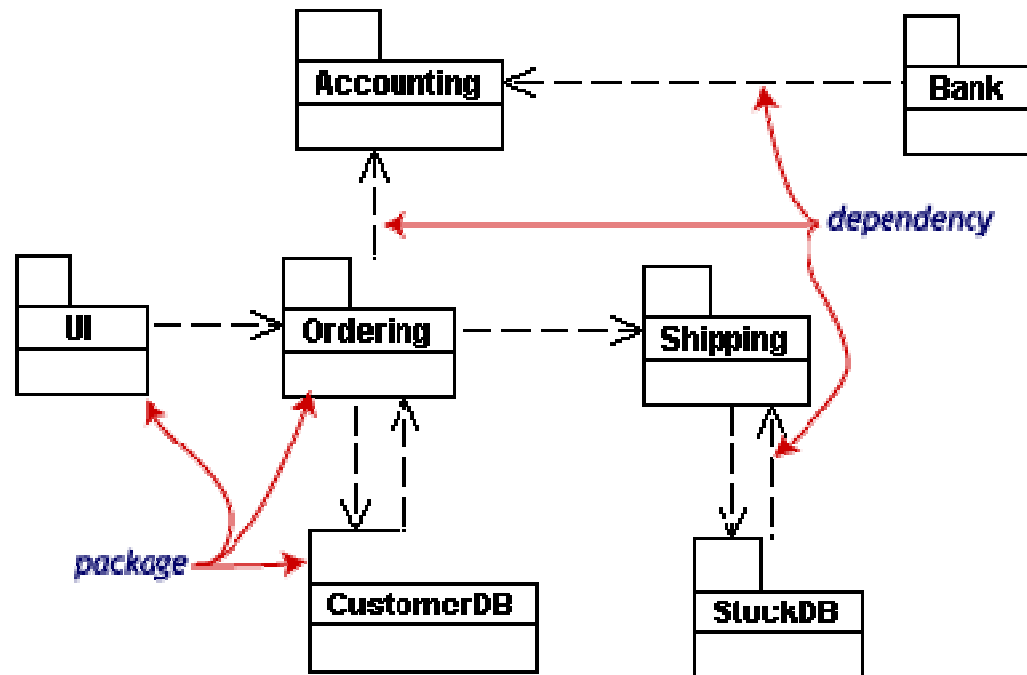 Accounting
Bank
dependency
UI
Ordering
Shipping
package
CustomerDB
StockDB